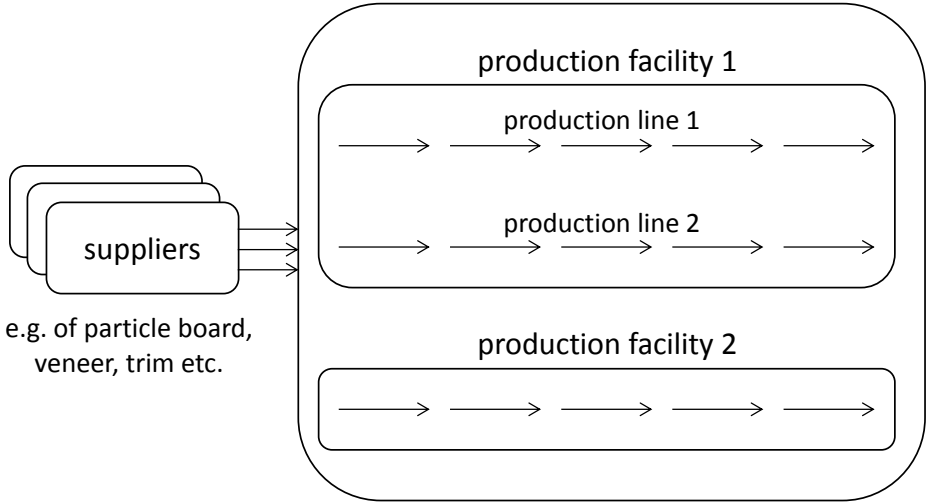 production facility 1
production line 1
production line 2
suppliers
e.g. of particle board,
veneer, trim etc.
production facility 2